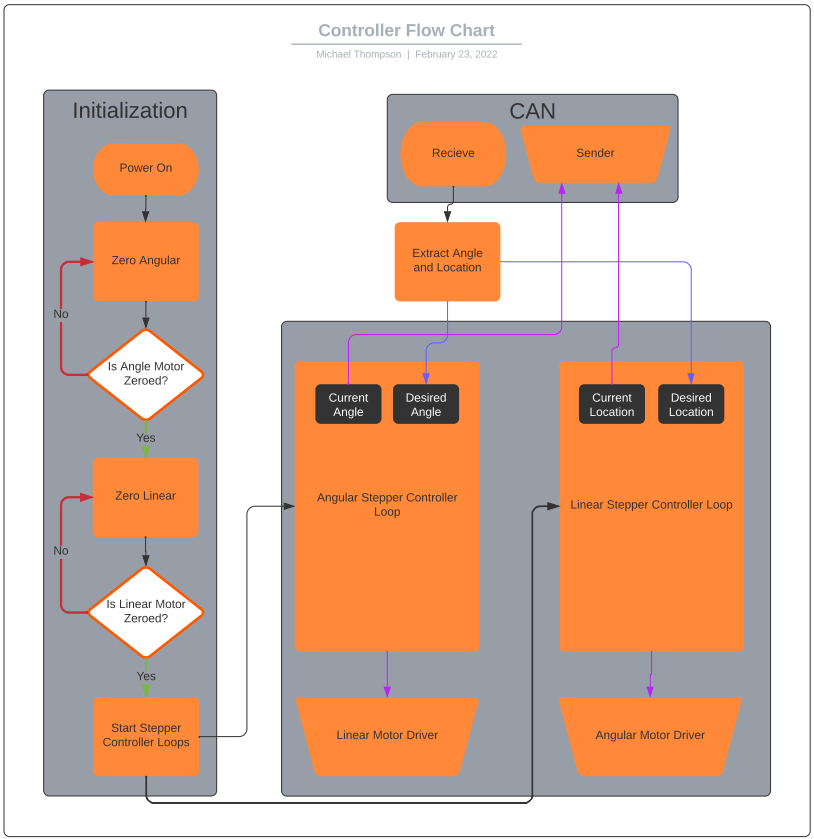 Controller Flow Chart
Michael Thompson | February 23, 2022
Initialization
Power On
Zero Angular
No
Is Angle Motor
Zeroed?
Yes
Zero Linear
No
Is Linear Motor
Zeroed?
Yes
Start Stepper
Controller Loops
CAN
Recieve
Sender
Extract Angle
and Location
Current
Angle
Desired
Angle
Angular Stepper Controller
Loop
Linear Motor Driver
Current
Location
Desired
Location
Linear Stepper Controller Loop
Angular Motor Driver